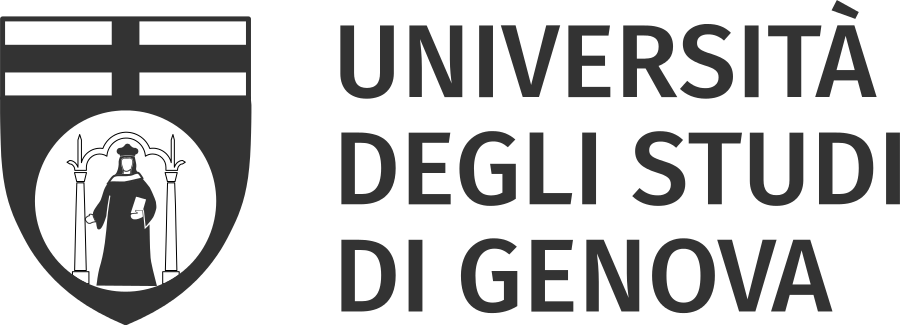 UNIVERSITÀ
DEGLI STUDI
DI GENOVA